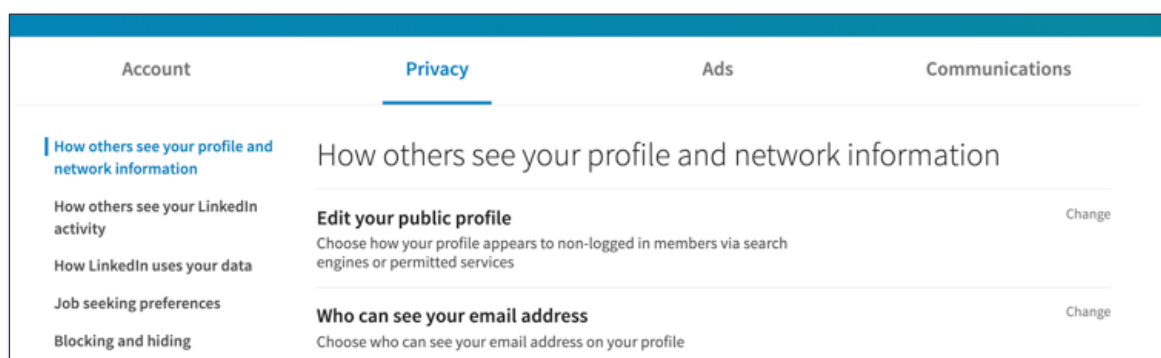 Account Privacy Ads Communications
How others see your profile and
network information
How others see your LinkedIn
activity
How LinkedIn uses your data
Job seeking preferences
Blocking and hiding
How others see your profile and network information
Edit your public profile Change
Choose how your profile appears to non-logged in members via search
engines or permitted services
Who can see your email address Change
Choose who can see your email address on your profile